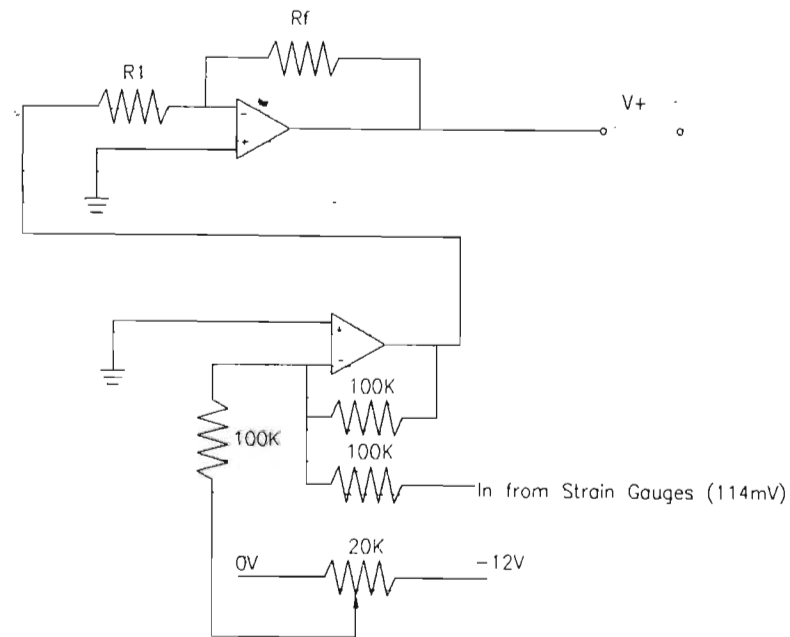 Rf
R1
V+
-
+
+
-
100K
100K
100K
In from Strain Gauges (114mV)
20K
0V
-12V